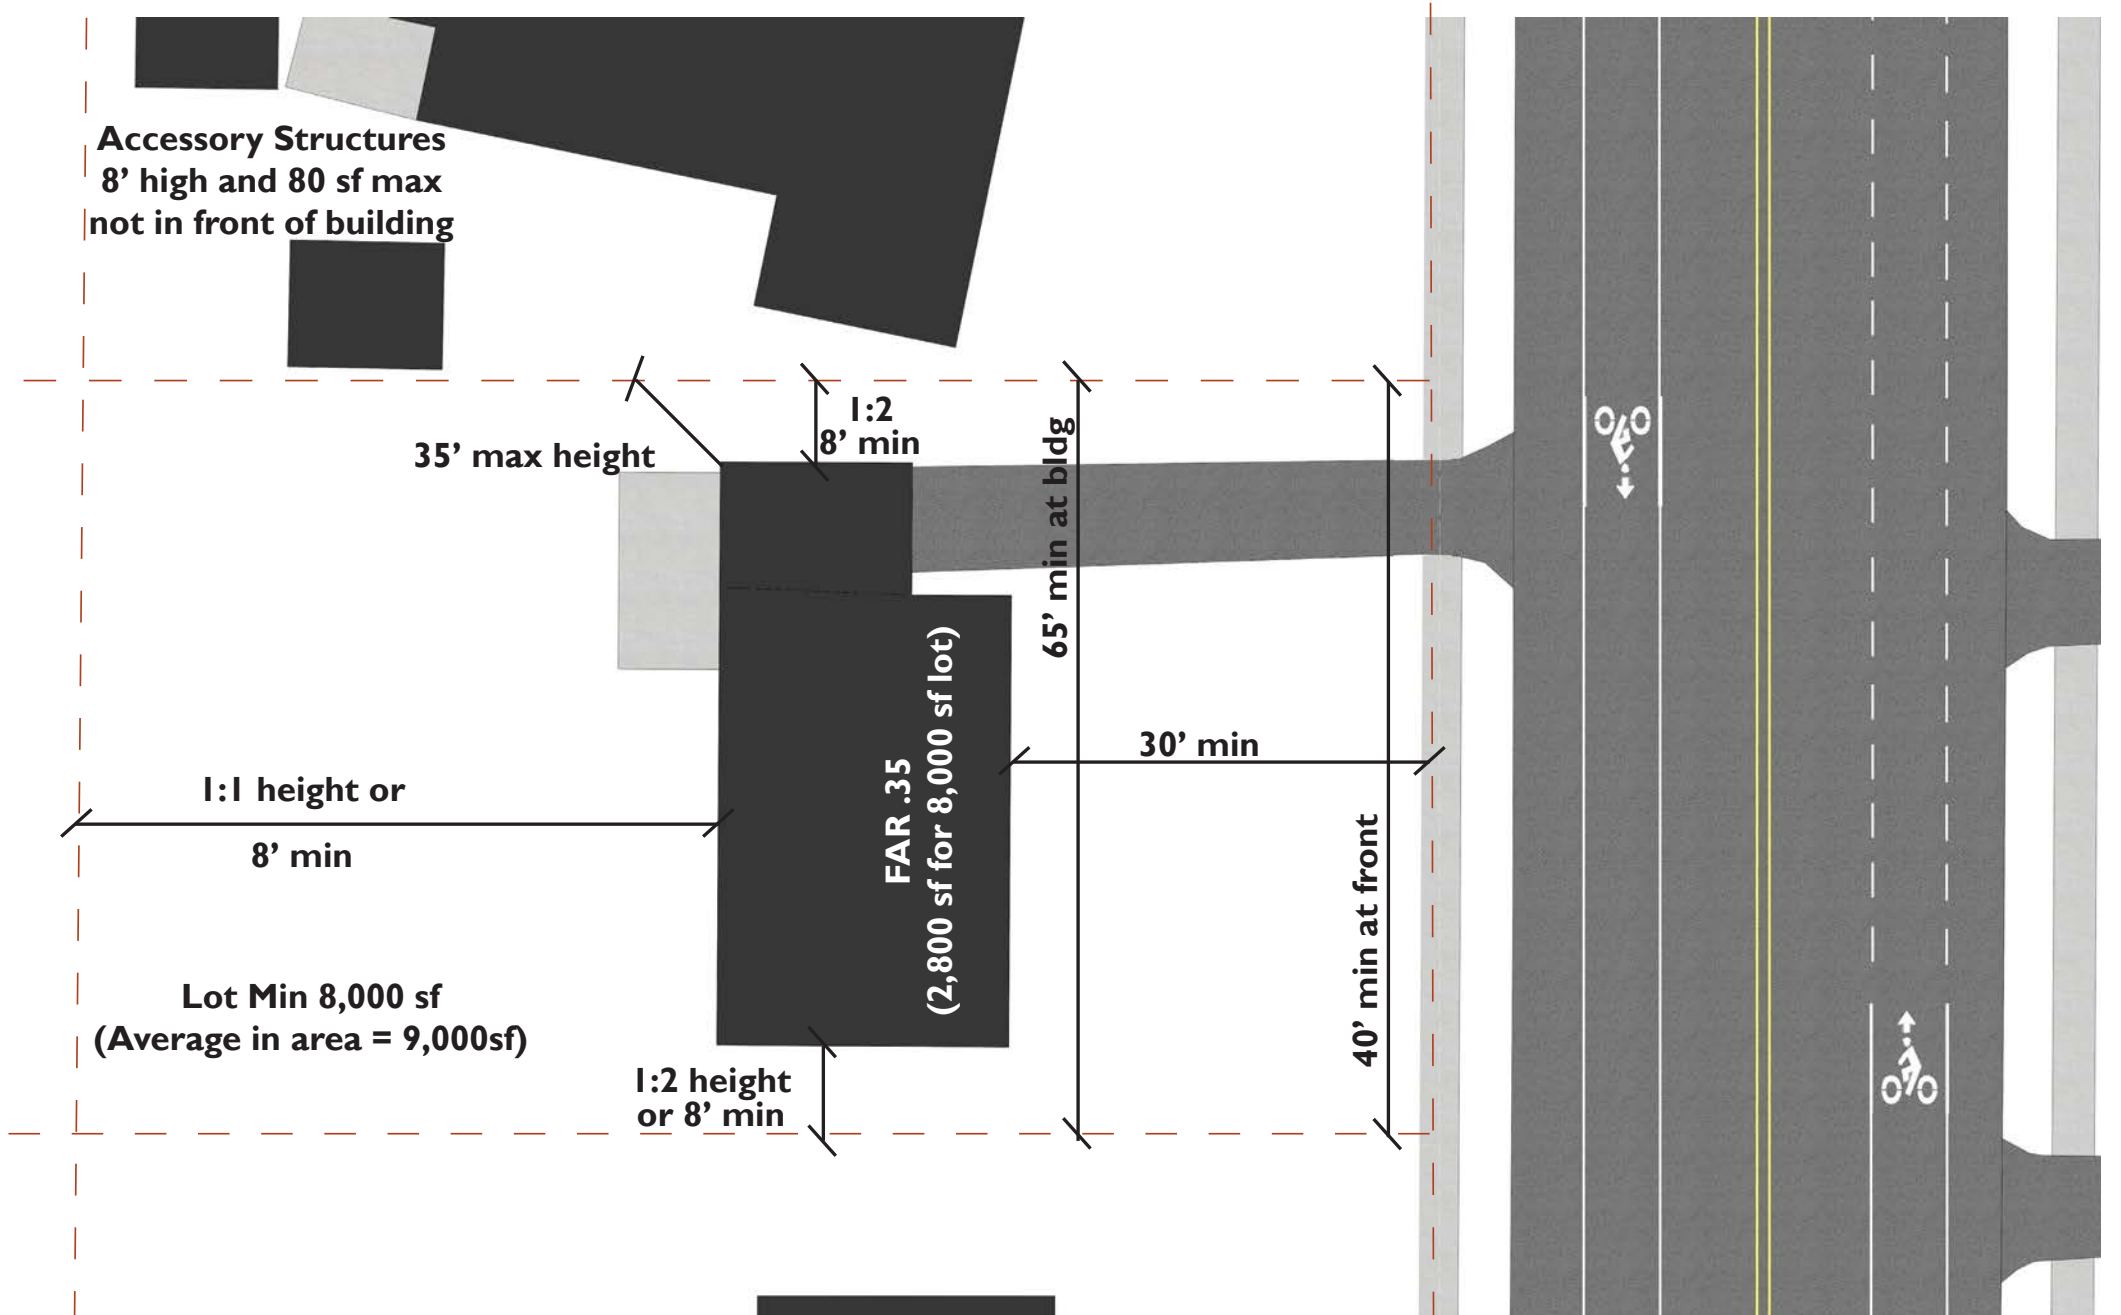 Accessory Structures
8’ high and 80 sf max
not in front of building
1:2
8’ min
35’ max height
65’ min at bldg
30’ min
FAR .35
(2,800 sf for 8,000 sf lot)
1:1 height or
8’ min
40’ min at front
Lot Min 8,000 sf
(Average in area = 9,000sf)
1:2 height
or 8’ min